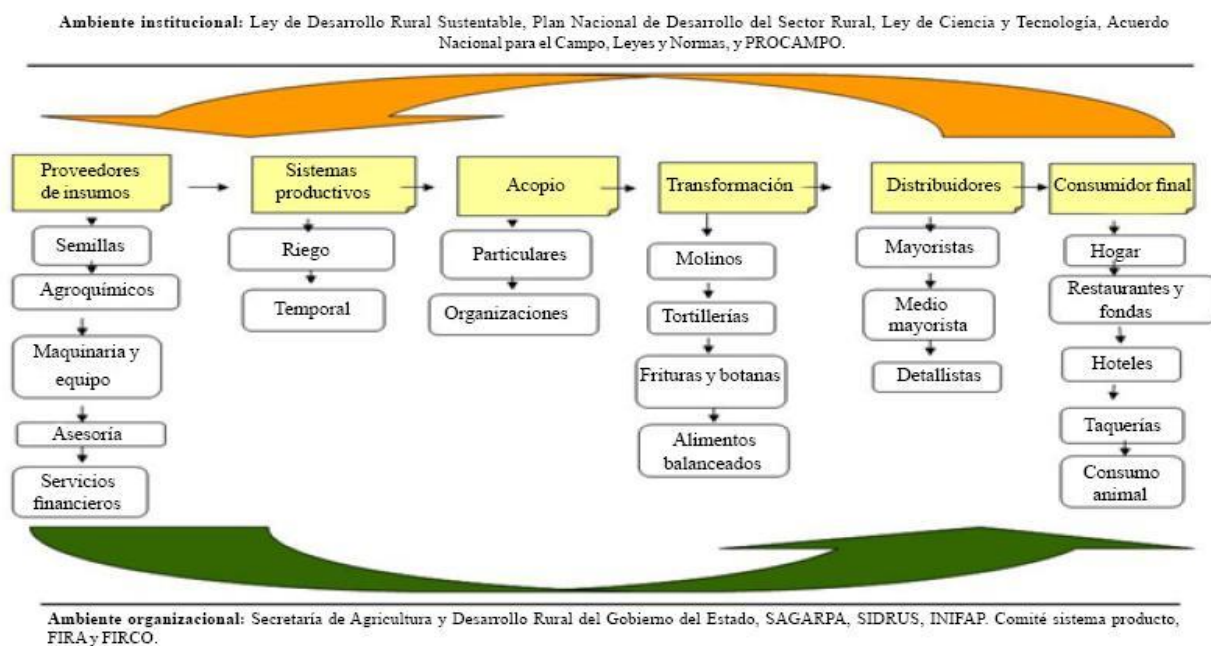 Ambiente institucional: Ley de Desarrollo Rural Sustentable, Plan Nacional de Desarrollo del Sector Rural, Ley de Ciencia y Tecnología, Acuerdo
Nacional para el Campo, Leyes y Normas, y PROCAMPO.
Proveedores
de insumos
Semillas
Agroquímicos
Maquinaria y
equipo
Asesoría
Servicios
financieros
Sistemas
productivos
Riego
Temporal
Acopio
Particulares
Organizaciones
Transformación
Molinos
Tortillerías
Frituras y botanas
Alimentos
balanceados
Distribuidores
Mayoristas
Medio
mayorista
Detallistas
Consumidor final
Hogar
Restaurantes y
fondas
Hoteles
Taquerías
Consumo
animal
Ambiente organizacional: Secretaría de Agricultura y Desarrollo Rural del Gobierno del Estado, SAGARPA, SIDRUS, INIFAP. Comité sistema producto,
FIRA y FIRCO.